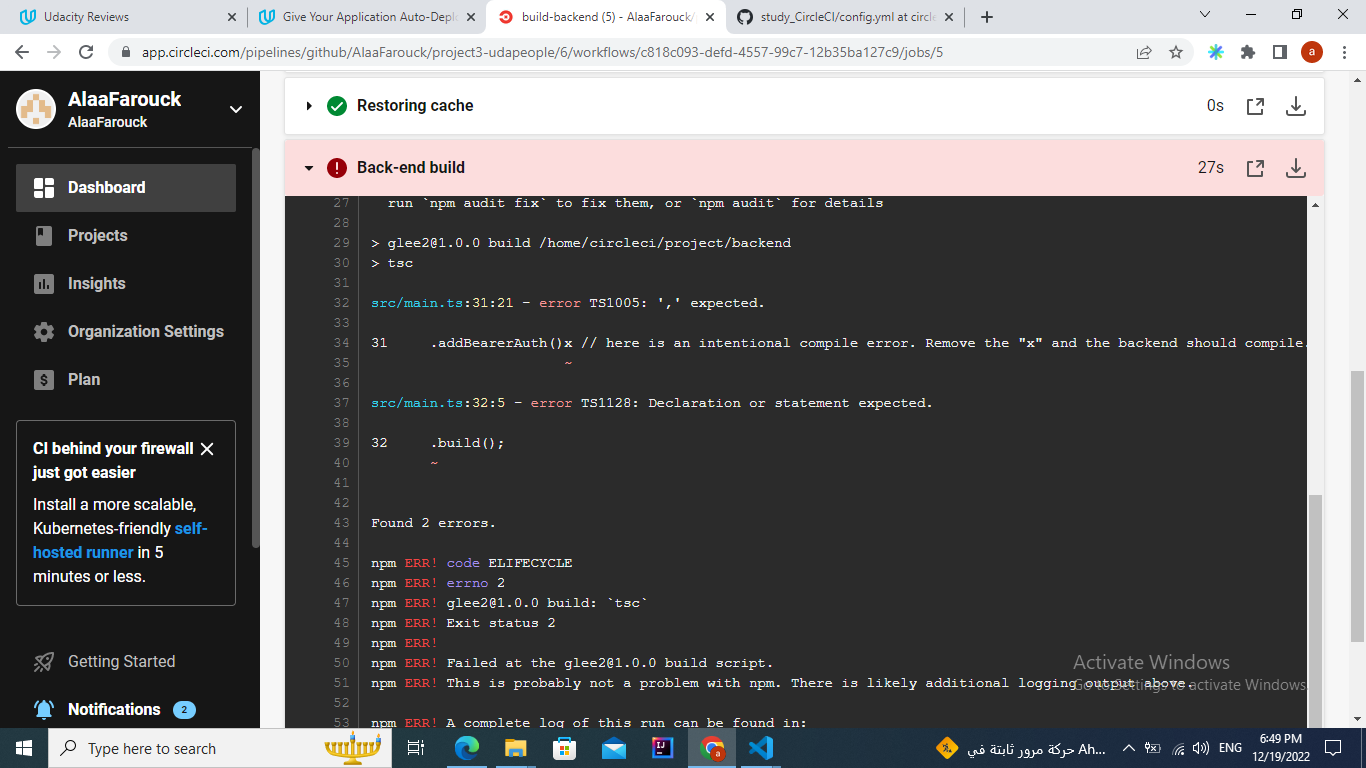 Udacity Reviews
Give Your Application Auto-Deplo
build-backend (5) - AlaaFarouck/
study_CircleCI/config.yml at circle
app.circleci.com/pipelines/github/AlaaFarouck/project3-udapeople/6/workflows/c818c093-defd-4557-99c7-12b35ba127c9/jobs/5
a
AlaaFarouck
AlaaFarouck
Dashboard
Projects
Insights
Organization Settings
Plan
CI behind your firewall
just got easier
Install a more scalable,
Kubernetes-friendly self-
hosted runner in 5
minutes or less.
Getting Started
Notifications 2
Restoring cache 0s
Back-end build 27s
27 run `npm audit fix` to fix them, or `npm audit` for details
28
29 > glee2@1.0.0 build /home/circleci/project/backend
30 > tsc
31
32 src/main.ts:31:21 - error TS1005: ',' expected.
33
34 31 .addBearerAuth()x // here is an intentional compile error. Remove the "x" and the backend should compile.
35 ~
36
37 src/main.ts:32:5 - error TS1128: Declaration or statement expected.
38
39 32 .build();
40 ~
41
42
43 Found 2 errors.
44
45 npm ERR! code ELIFECYCLE
46 npm ERR! errno 2
47 npm ERR! glee2@1.0.0 build: `tsc`
48 npm ERR! Exit status 2
49 npm ERR!
50 npm ERR! Failed at the glee2@1.0.0 build script.
51 npm ERR! This is probably not a problem with npm. There is likely additional logging output above.
52
53 npm ERR! A complete log of this run can be found in:
Activate Windows
Go to Settings to activate Windows.
Type here to search
حركة مرور ثابتة في Ah...
ENG
6:49 PM
12/19/2022